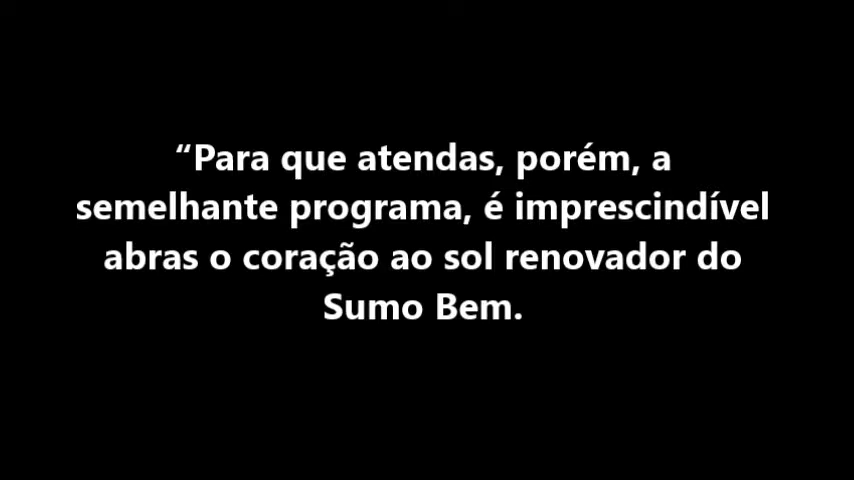 “Para que atendas, porém, a
semelhante programa, é imprescindível
abras o coração ao sol renovador do
Sumo Bem.